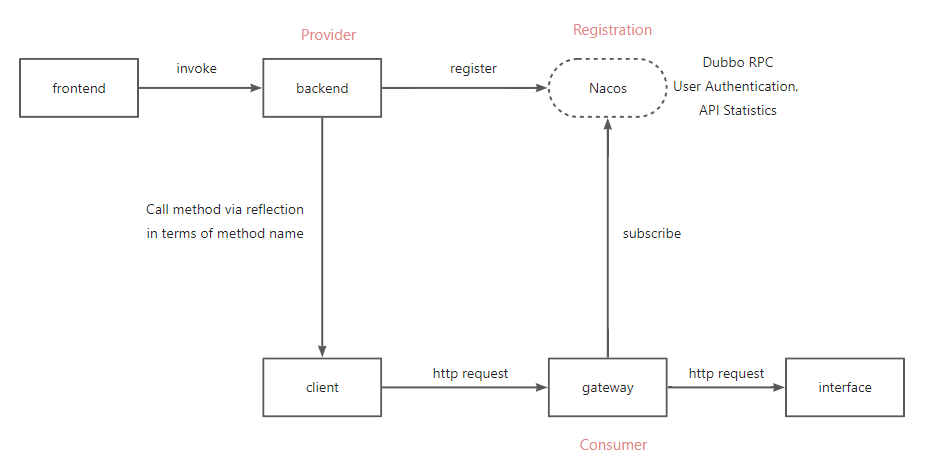 Provider
Registration
frontend
invoke
backend
register
Nacos
Dubbo RPC
User Authentication,
API Statistics
Call method via reflection
in terms of method name
subscribe
client
http request
gateway
http request
interface
Consumer